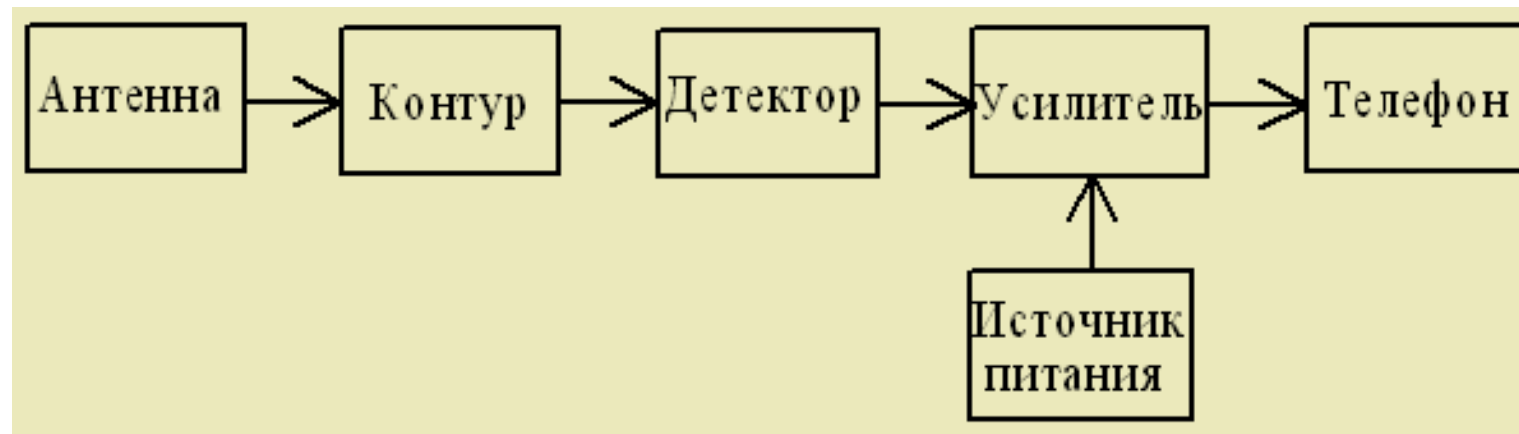 Антенна
Контур
Детектор
Усилитель
Телефон
Источник
питания